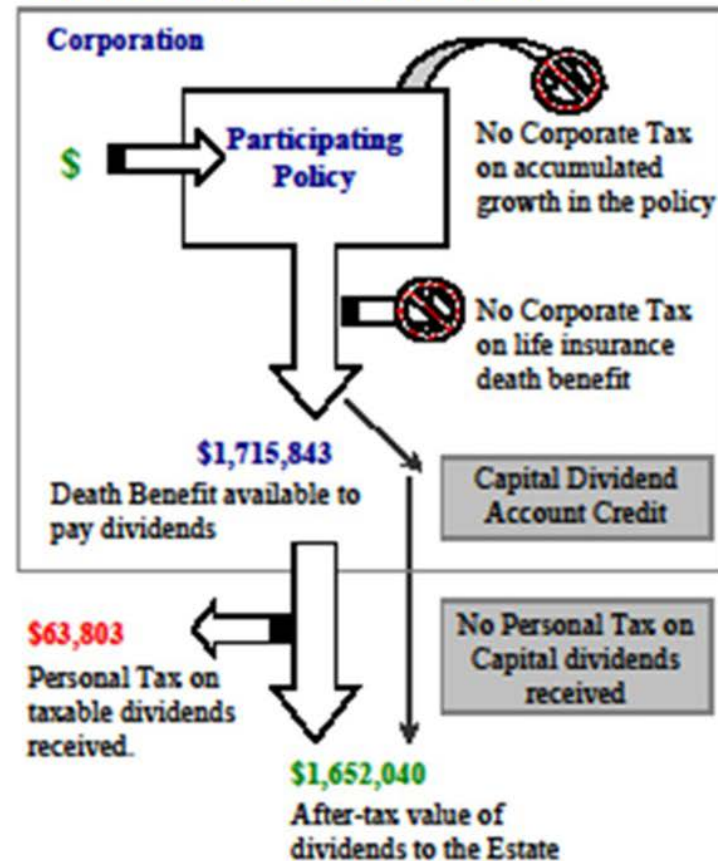 Corporation
$
Participating
Policy
No Corporate Tax
on accumulated
growth in the policy
No Corporate Tax
on life insurance
death benefit
$1,715,843
Death Benefit available to
pay dividends
Capital Dividend
Account Credit
$63,803
Personal Tax on
taxable dividends
received.
No Personal Tax on
Capital dividends
received
$1,652,040
After-tax value of
dividends to the Estate